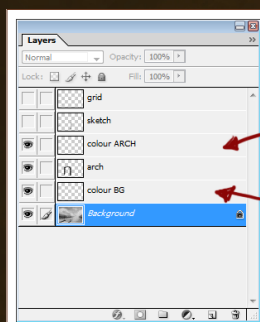 Layers
Normal Opacity: 100%
Lock: Fill: 100%
grid
sketch
colour ARCH
arch
colour BG
Background